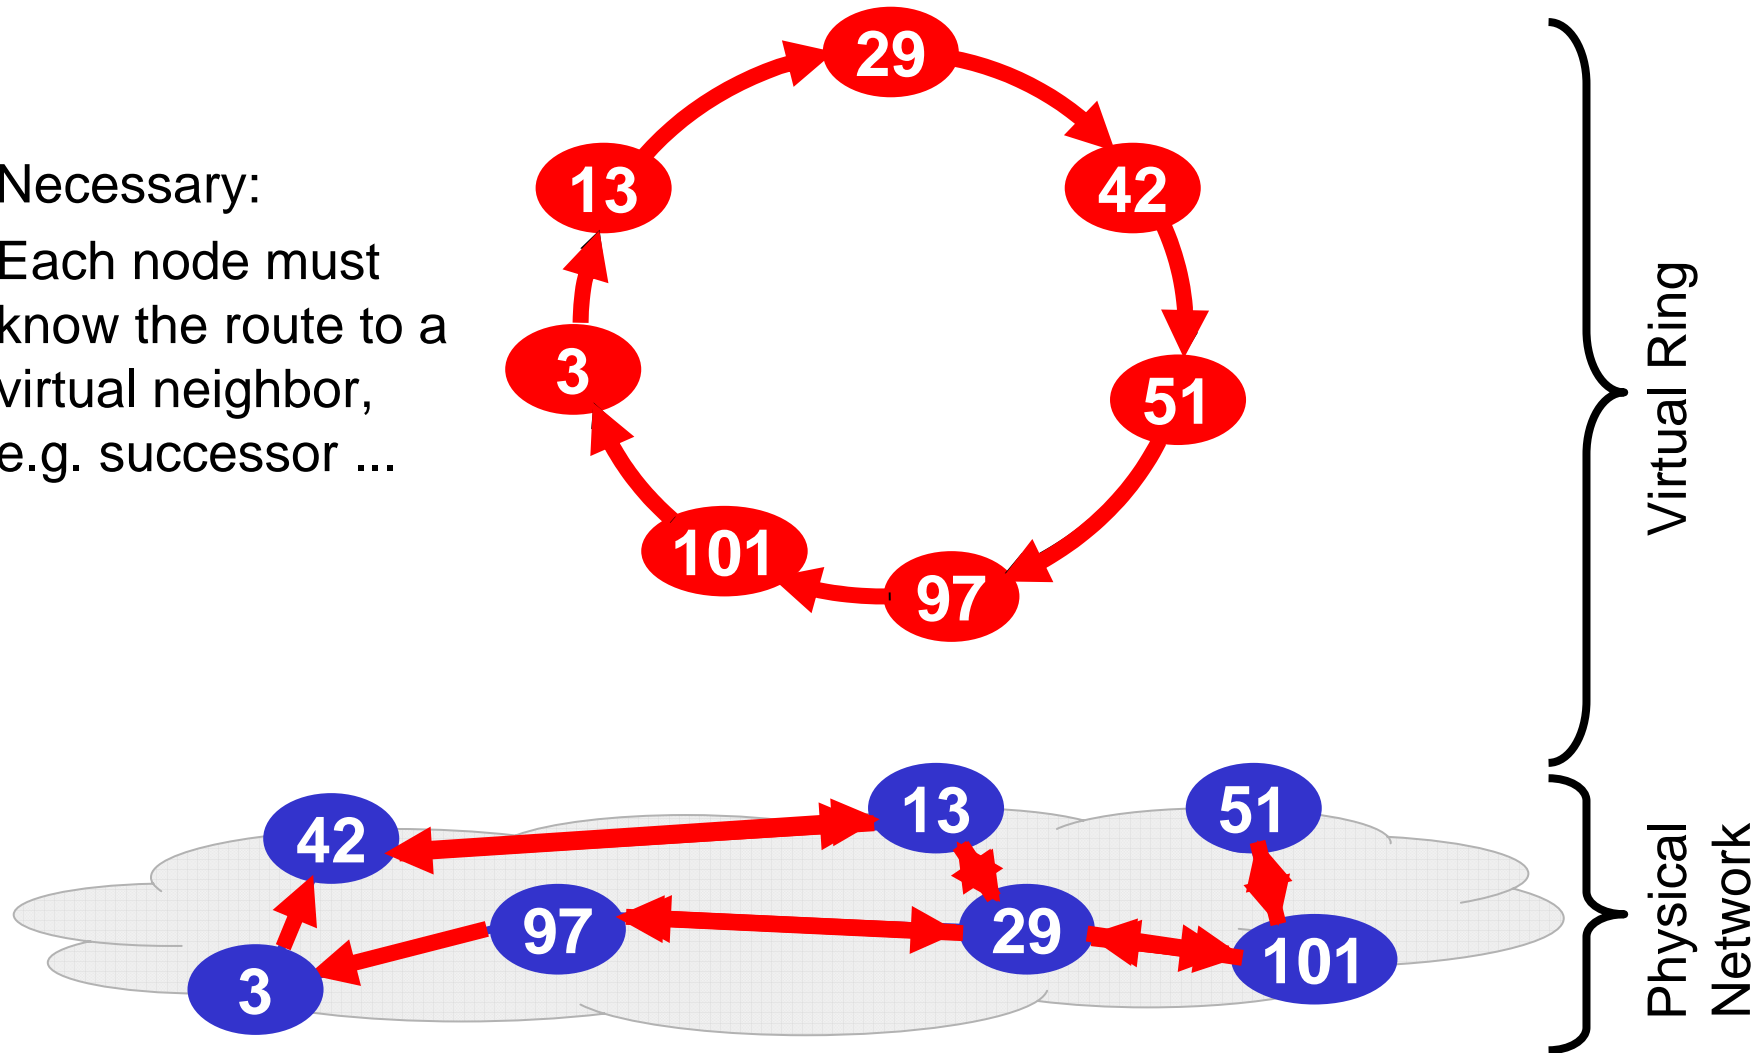 29
13
42
Necessary:
Each node must
know the route to a
virtual neighbor,
e.g. successor ...
3
51
101
97
Virtual Ring
42
13
51
97
29
101
3
Physical
Network